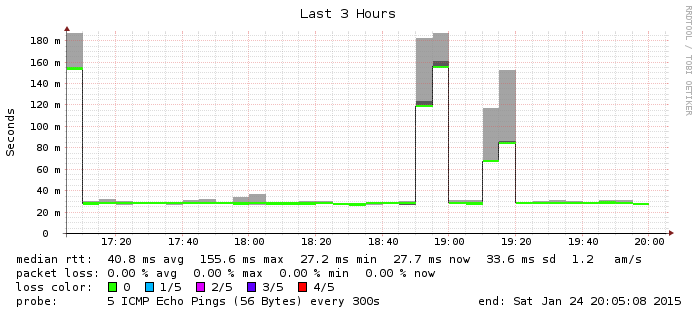 Last 3 Hours
RRDTOOL / TOBI OETIKER
Seconds
180 m
160 m
140 m
120 m
100 m
80 m
60 m
40 m
20 m
0
17:20 17:40 18:00 18:20 18:40 19:00 19:20 19:40 20:00
median rtt: 40.8 ms avg 155.6 ms max 27.2 ms min 27.7 ms now 33.6 ms sd 1.2 am/s
packet loss: 0.00 % avg 0.00 % max 0.00 % min 0.00 % now
loss color: 0 1/5 2/5 3/5 4/5
probe: 5 ICMP Echo Pings (56 Bytes) every 300s end: Sat Jan 24 20:05:08 2015